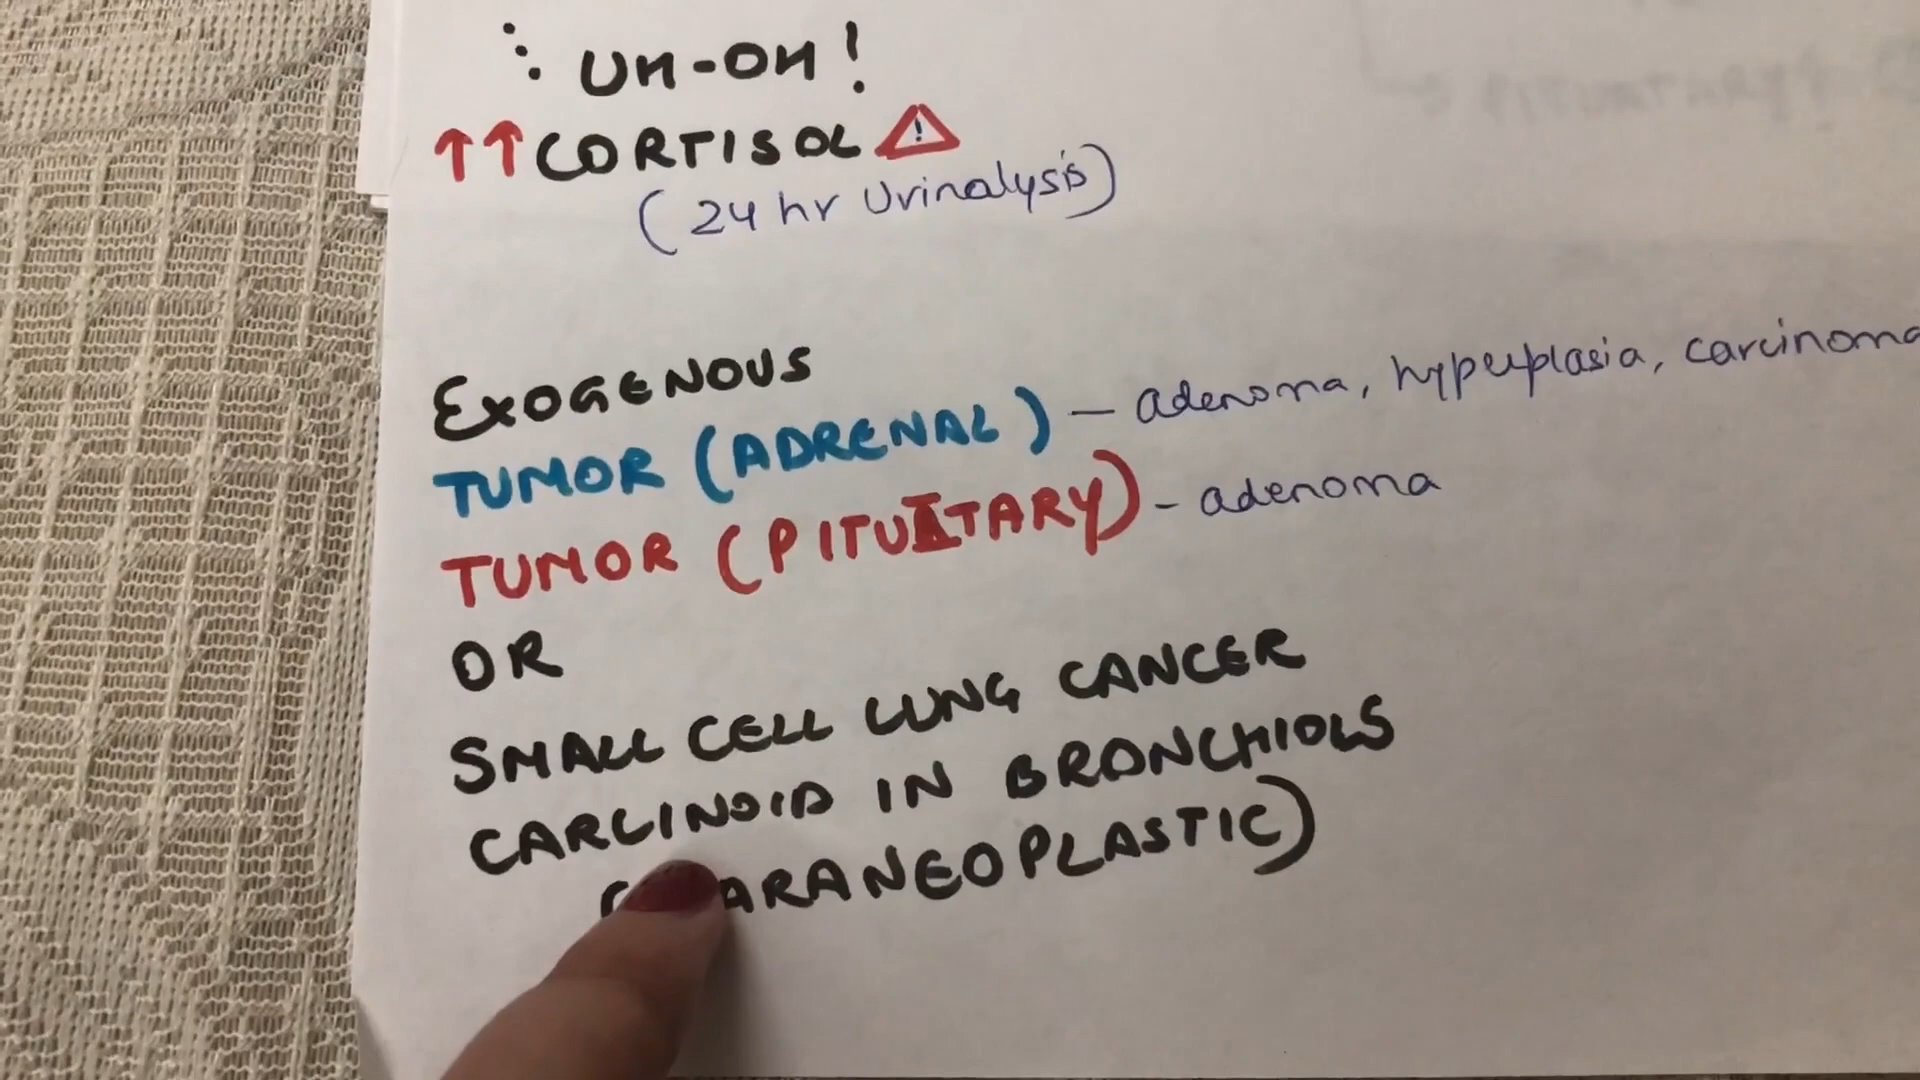 ∵ UH-OH!
↑↑ CORTISOL ⚠
(24 hr Urinalysis)
EXOGENOUS
TUMOR (ADRENAL) – adenoma, hyperplasia, carcinoma
TUMOR (PITUITARY) – adenoma
OR
SMALL CELL LUNG CANCER
CARCINOID IN BRONCHIOLS
(PARANEOPLASTIC)